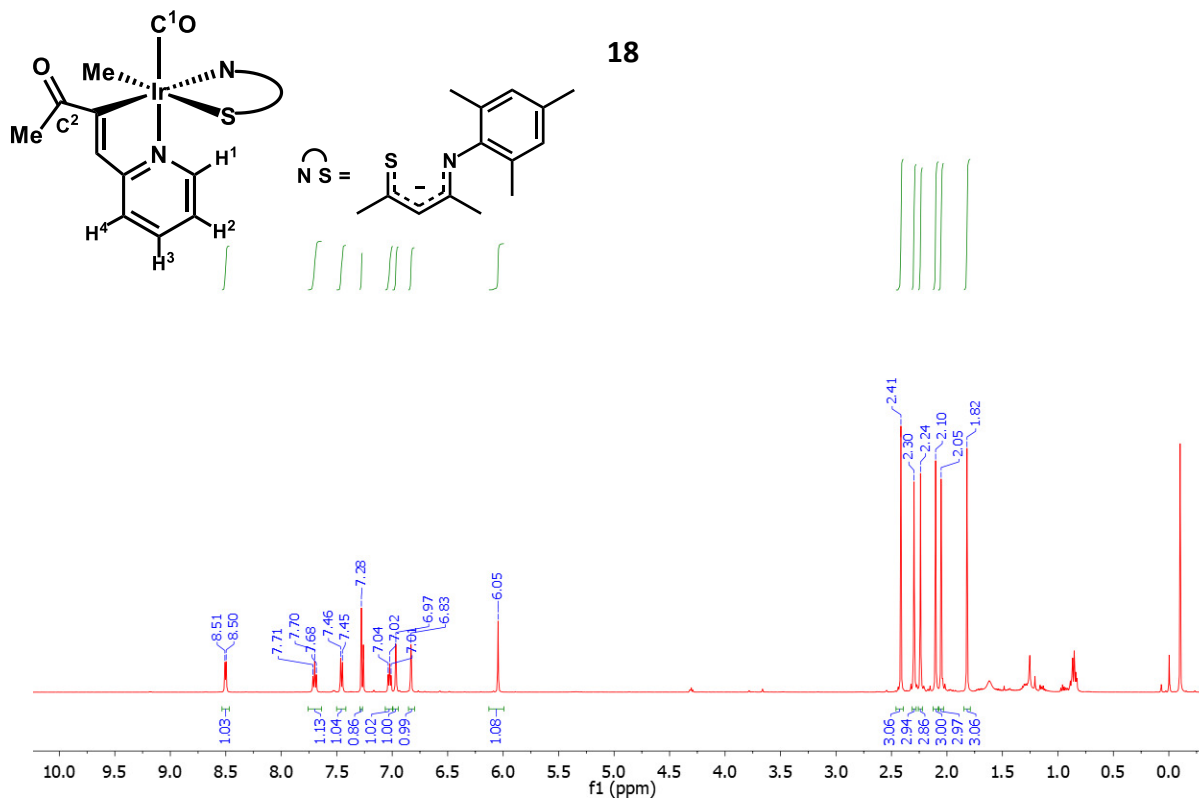 C¹O
18
O
Me
N
Ir
S
Me
C²
N
H¹
H²
H³
H⁴
N S =
S
N
–
8.51
8.50
7.71
7.70
7.68
7.46
7.45
7.28
7.04
7.02
7.01
6.97
6.83
6.05
2.41
2.30
2.24
2.10
2.05
1.82
1.03
1.13
1.04
0.86
1.02
1.00
0.99
1.08
3.06
2.94
2.86
3.00
2.97
3.06
10.0 9.5 9.0 8.5 8.0 7.5 7.0 6.5 6.0 5.5 5.0 4.5 4.0 3.5 3.0 2.5 2.0 1.5 1.0 0.5 0.0
f1 (ppm)